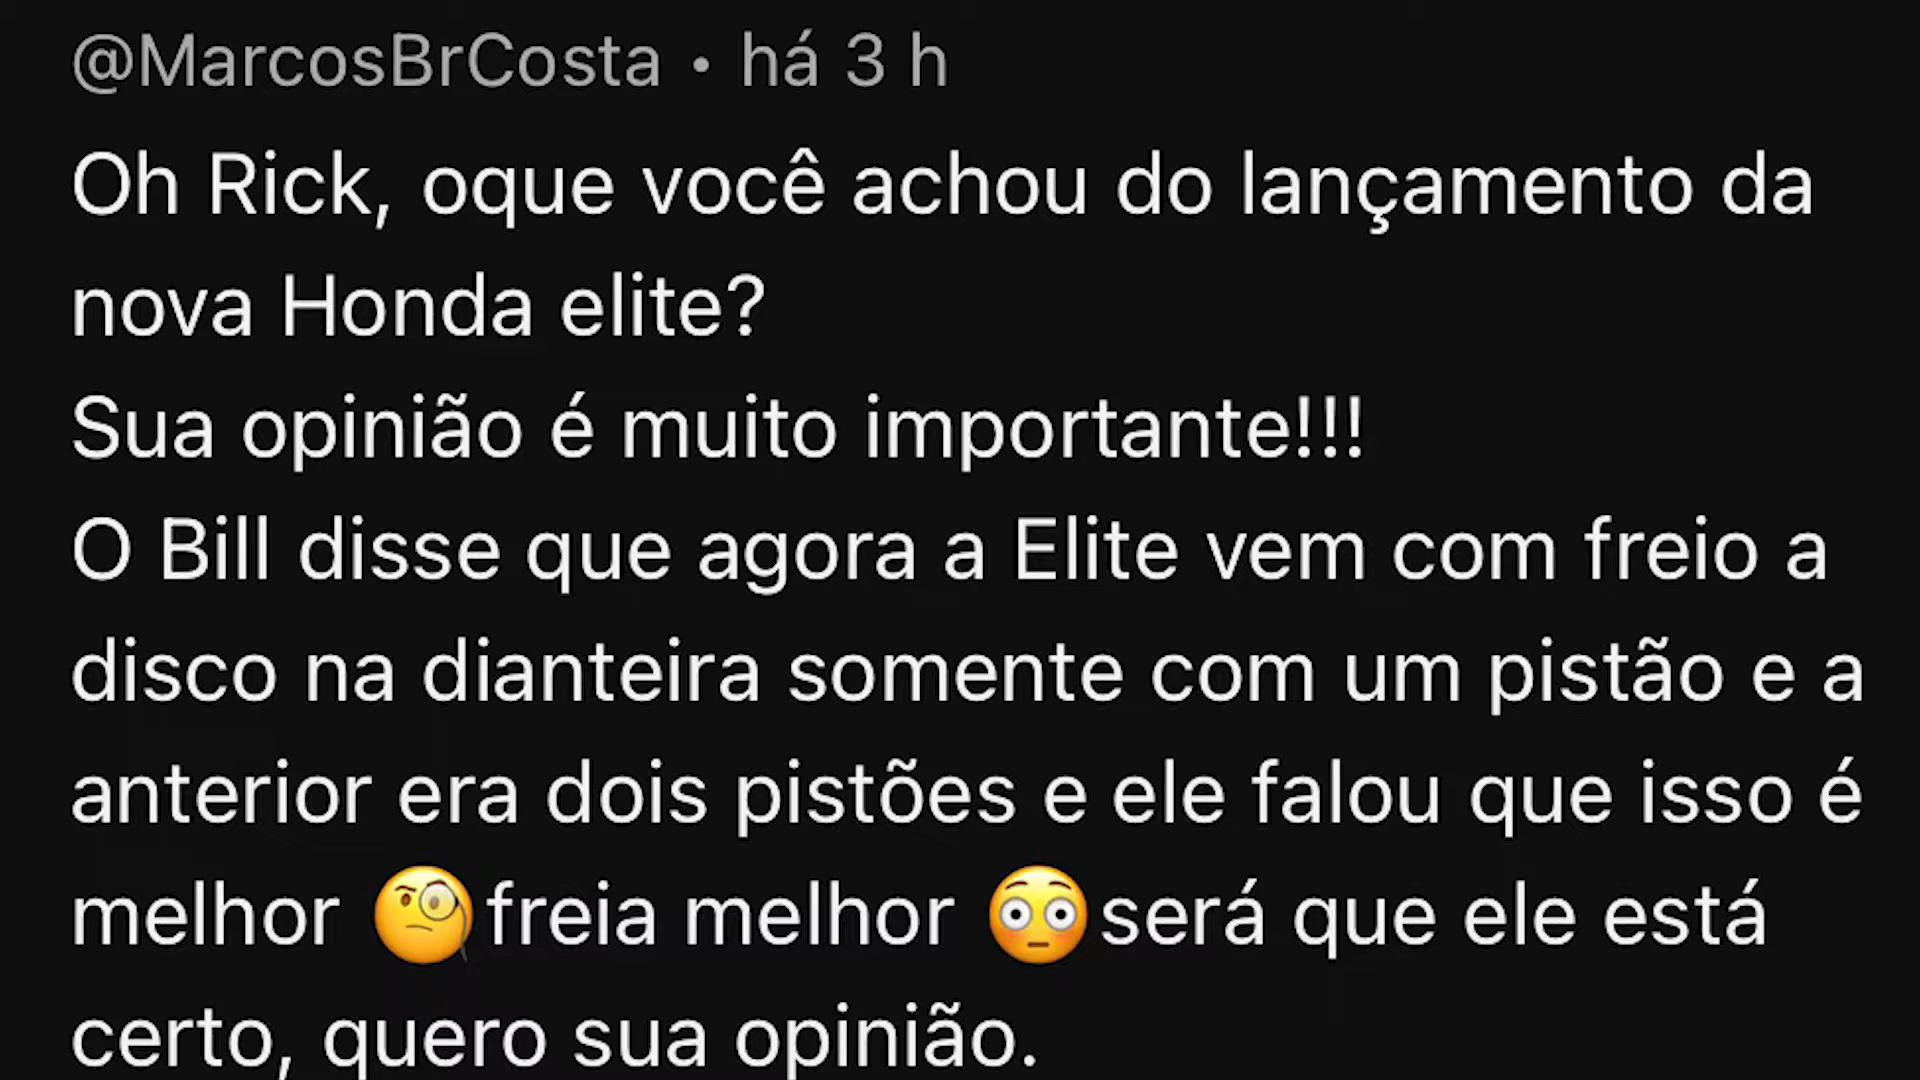 @MarcosBrCosta • há 3 h
Oh Rick, oque você achou do lançamento da
nova Honda elite?
Sua opinião é muito importante!!!
O Bill disse que agora a Elite vem com freio a
disco na dianteira somente com um pistão e a
anterior era dois pistões e ele falou que isso é
melhor 🧐freia melhor 😳será que ele está
certo, quero sua opinião.